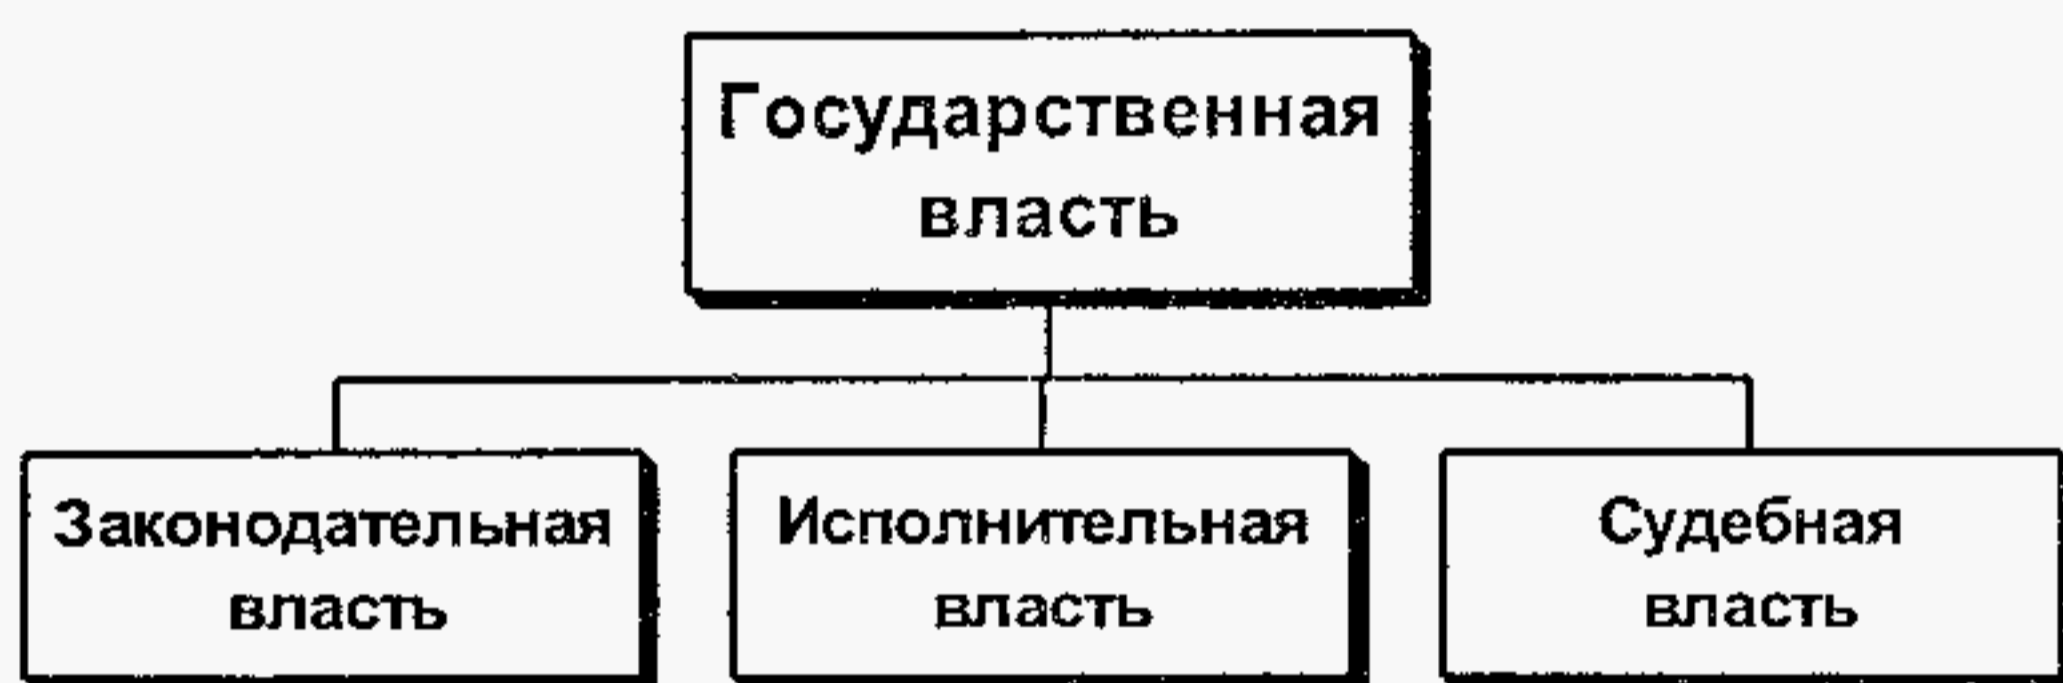 Государственная
власть
Законодательная
власть
Исполнительная
власть
Судебная
власть